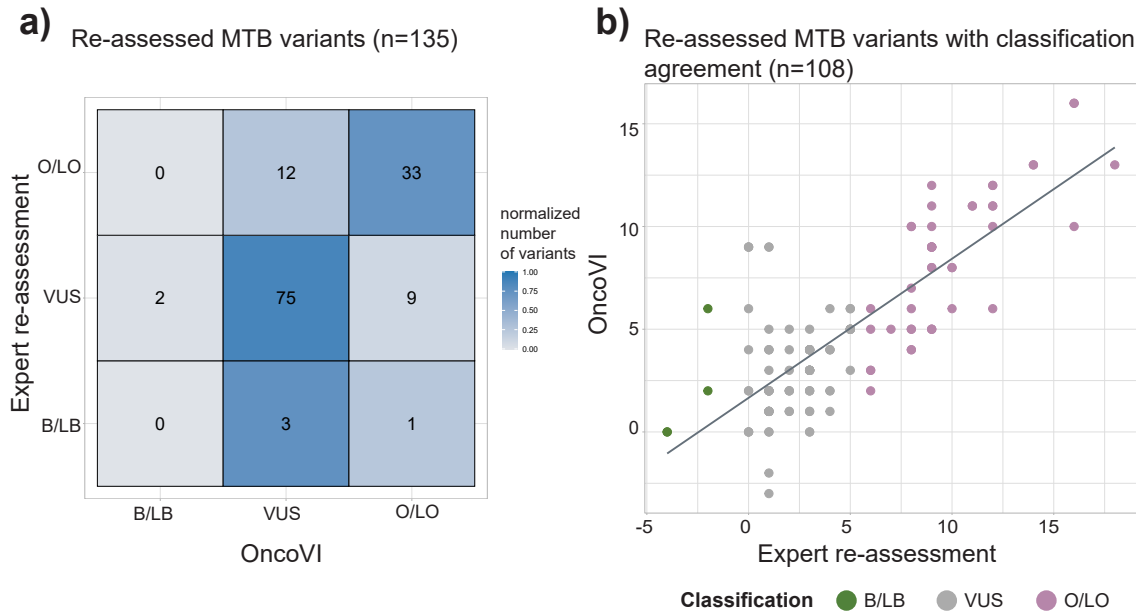 a)
Re-assessed MTB variants (n=135)
Expert re-assessment
O/LO
VUS
B/LB
0
12
33
2
75
9
0
3
1
B/LB
VUS
O/LO
OncoVI
normalized
number
of variants
1.00
0.75
0.50
0.25
0.00
b)
Re-assessed MTB variants with classification
agreement (n=108)
OncoVI
15
10
5
0
-5
0
5
10
15
Expert re-assessment
Classification
B/LB
VUS
O/LO